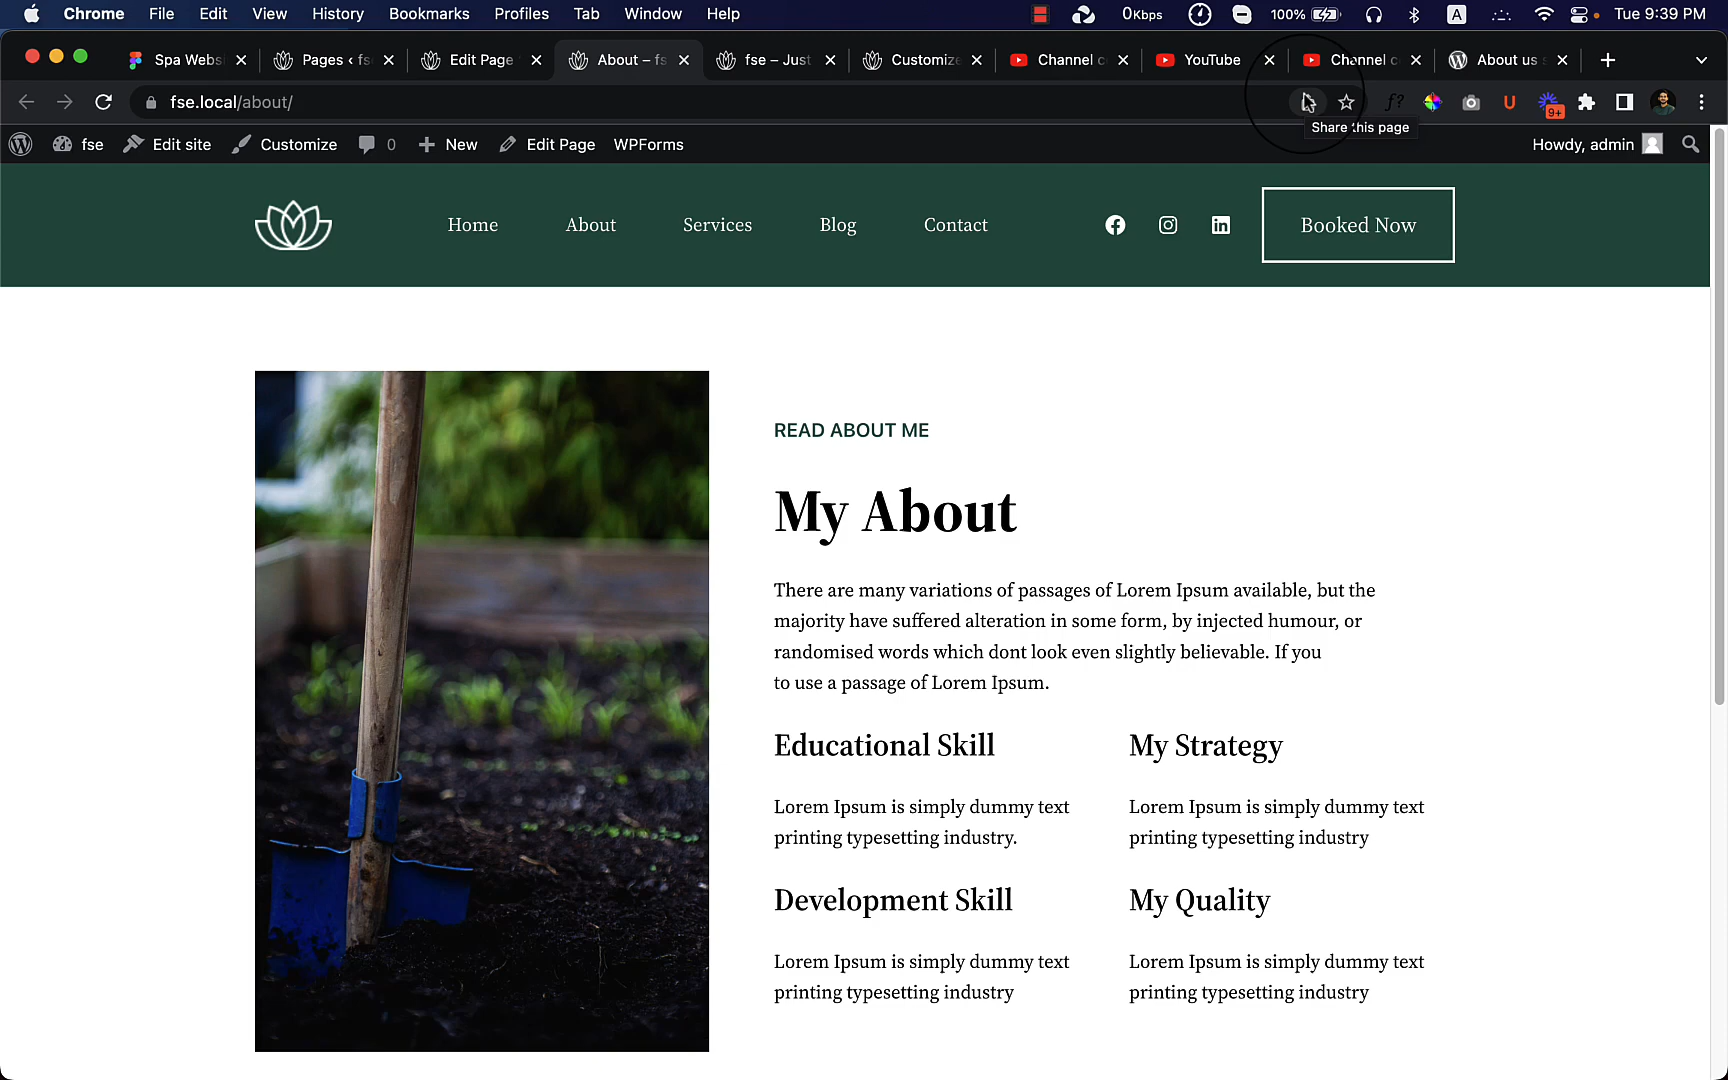 Chrome File Edit View History Bookmarks Profiles Tab Window Help 0Kbps 100% A Tue 9:39 PM
Spa Webs Pages ‹ fs Edit Page About – fs fse – Just Customize Channel c YouTube Channel c About us
fse.local/about/ f? U 9+
Share this page
fse Edit site Customize 0 New Edit Page WPForms Howdy, admin
Home About Services Blog Contact Booked Now
READ ABOUT ME
My About
There are many variations of passages of Lorem Ipsum available, but the
majority have suffered alteration in some form, by injected humour, or
randomised words which dont look even slightly believable. If you
to use a passage of Lorem Ipsum.
Educational Skill My Strategy
Lorem Ipsum is simply dummy text Lorem Ipsum is simply dummy text
printing typesetting industry. printing typesetting industry
Development Skill My Quality
Lorem Ipsum is simply dummy text Lorem Ipsum is simply dummy text
printing typesetting industry printing typesetting industry